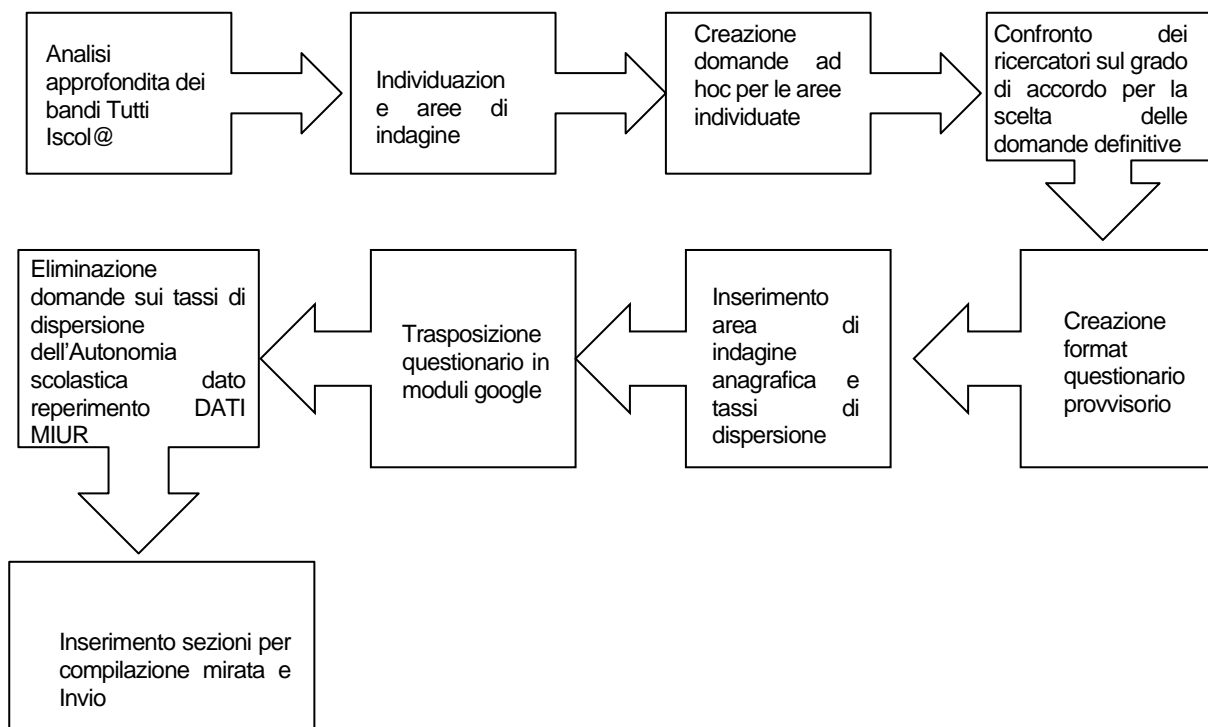 Analisi
approfondita dei
bandi Tutti
Iscol@
Individuazion
e aree di
indagine
Creazione
domande ad
hoc per le aree
individuate
Confronto dei
ricercatori sul grado
di accordo per la
scelta delle
domande definitive
Creazione
format
questionario
provvisorio
Inserimento
area di
indagine
anagrafica e
tassi di
dispersione
Trasposizione
questionario in
moduli google
Eliminazione
domande sui tassi di
dispersione
dell'Autonomia
scolastica dato
reperimento DATI
MIUR
Inserimento sezioni per
compilazione mirata e
Invio